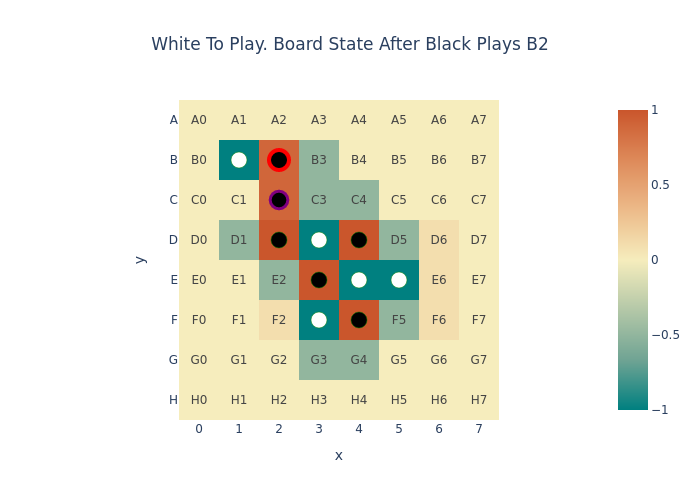 White To Play. Board State After Black Plays B2
A A0 A1 A2 A3 A4 A5 A6 A7
B B0 B3 B4 B5 B6 B7
C C0 C1 C3 C4 C5 C6 C7
D D0 D1 D5 D6 D7
E E0 E1 E2 E6 E7
F F0 F1 F2 F5 F6 F7
G G0 G1 G2 G3 G4 G5 G6 G7
H H0 H1 H2 H3 H4 H5 H6 H7
0 1 2 3 4 5 6 7
x
y
1
0.5
0
−0.5
−1